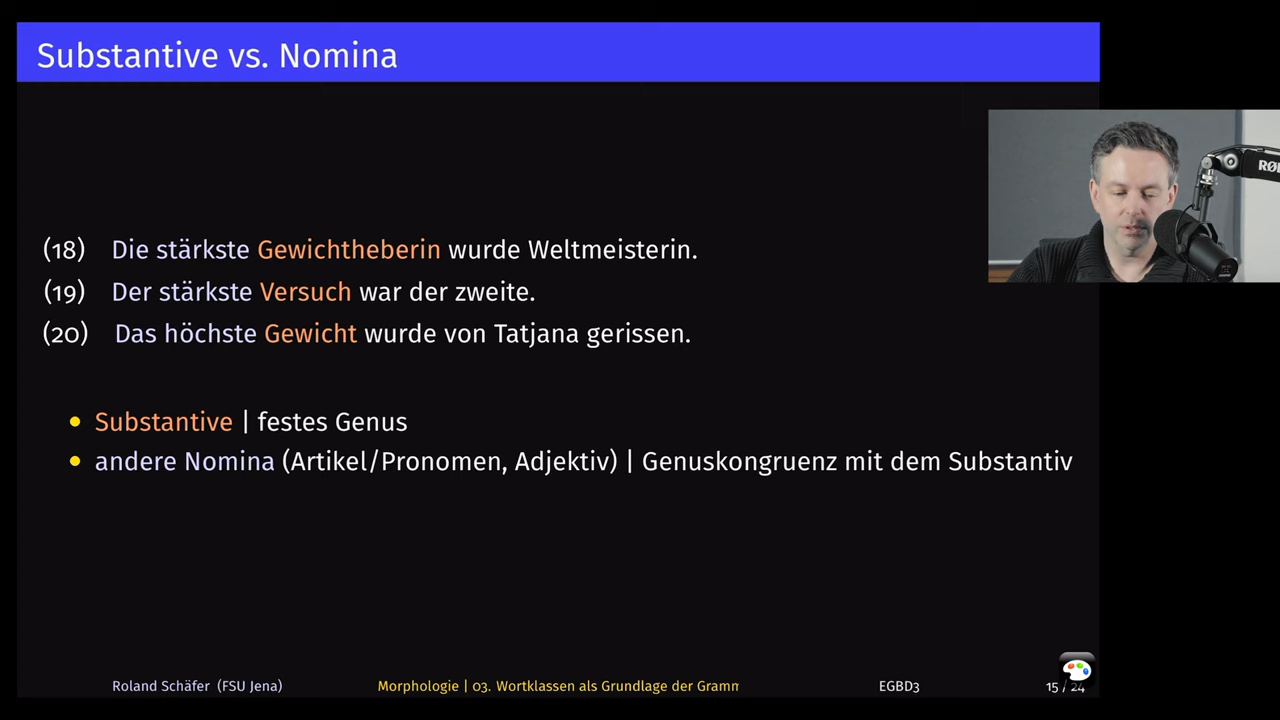 Substantive vs. Nomina
RØ
(18) Die stärkste Gewichtheberin wurde Weltmeisterin.
(19) Der stärkste Versuch war der zweite.
(20) Das höchste Gewicht wurde von Tatjana gerissen.
• Substantive | festes Genus
• andere Nomina (Artikel/Pronomen, Adjektiv) | Genuskongruenz mit dem Substantiv
Roland Schäfer (FSU Jena) Morphologie | 03. Wortklassen als Grundlage der Gramm EGBD3 15 / 24